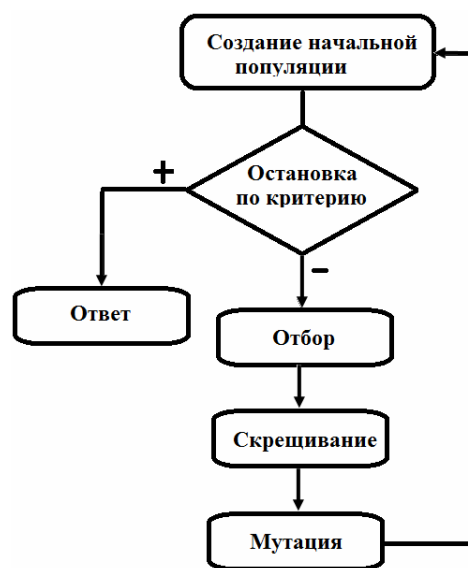 Создание начальной
популяции
+
Остановка
по критерию
−
Ответ
Отбор
Скрещивание
Мутация